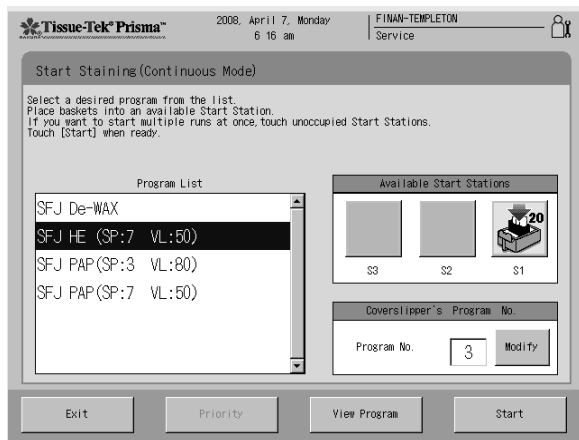 Tissue-Tek® Prisma™
2008, April 7, Monday
6 16 am
FINAN-TEMPLETON
Service
Start Staining(Continuous Mode)
Select a desired program from the list.
Place baskets into an available Start Station.
If you want to start multiple runs at once, touch unoccupied Start Stations.
Touch [Start] when ready.
Program List
SFJ De-WAX
SFJ HE (SP:7 VL:50)
SFJ PAP(SP:3 VL:80)
SFJ PAP(SP:7 VL:50)
Available Start Stations
20
S3 S2 S1
Coverslipper's Program No.
Program No. 3 Modify
Exit Priority View Program Start